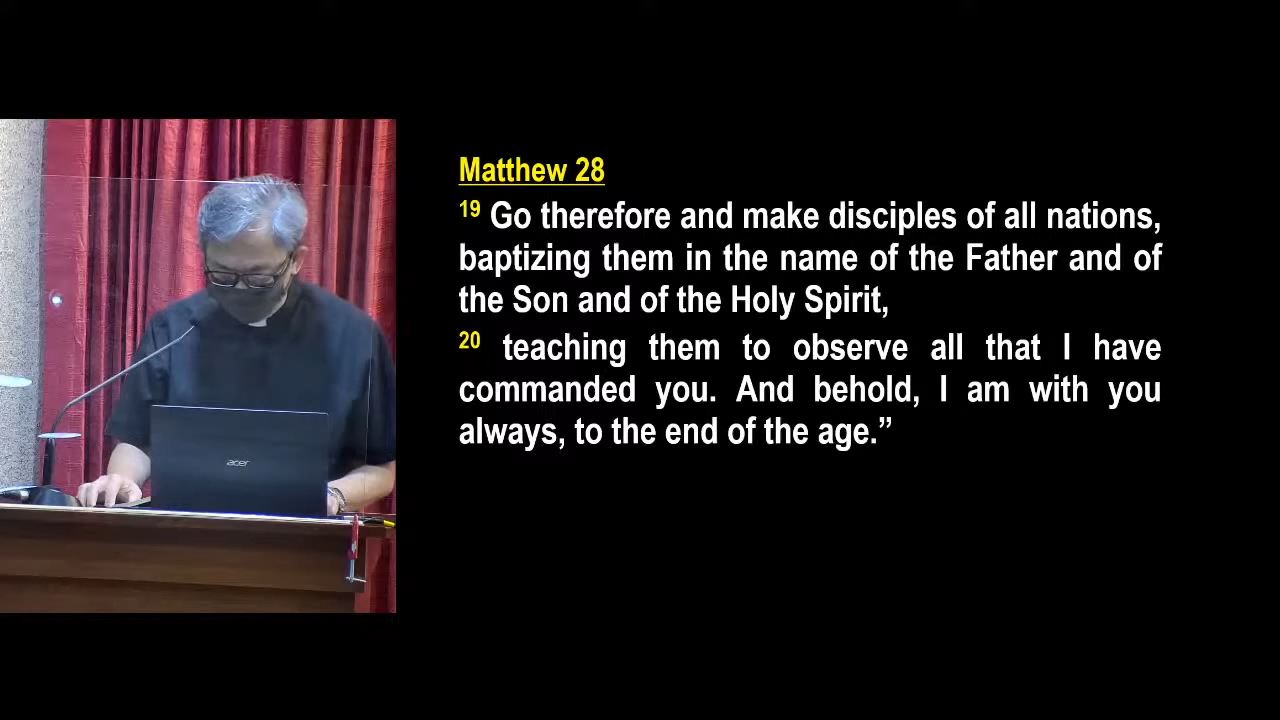 Matthew 28
19 Go therefore and make disciples of all nations,
baptizing them in the name of the Father and of
the Son and of the Holy Spirit,
20 teaching them to observe all that I have
commanded you. And behold, I am with you
always, to the end of the age.”
acer